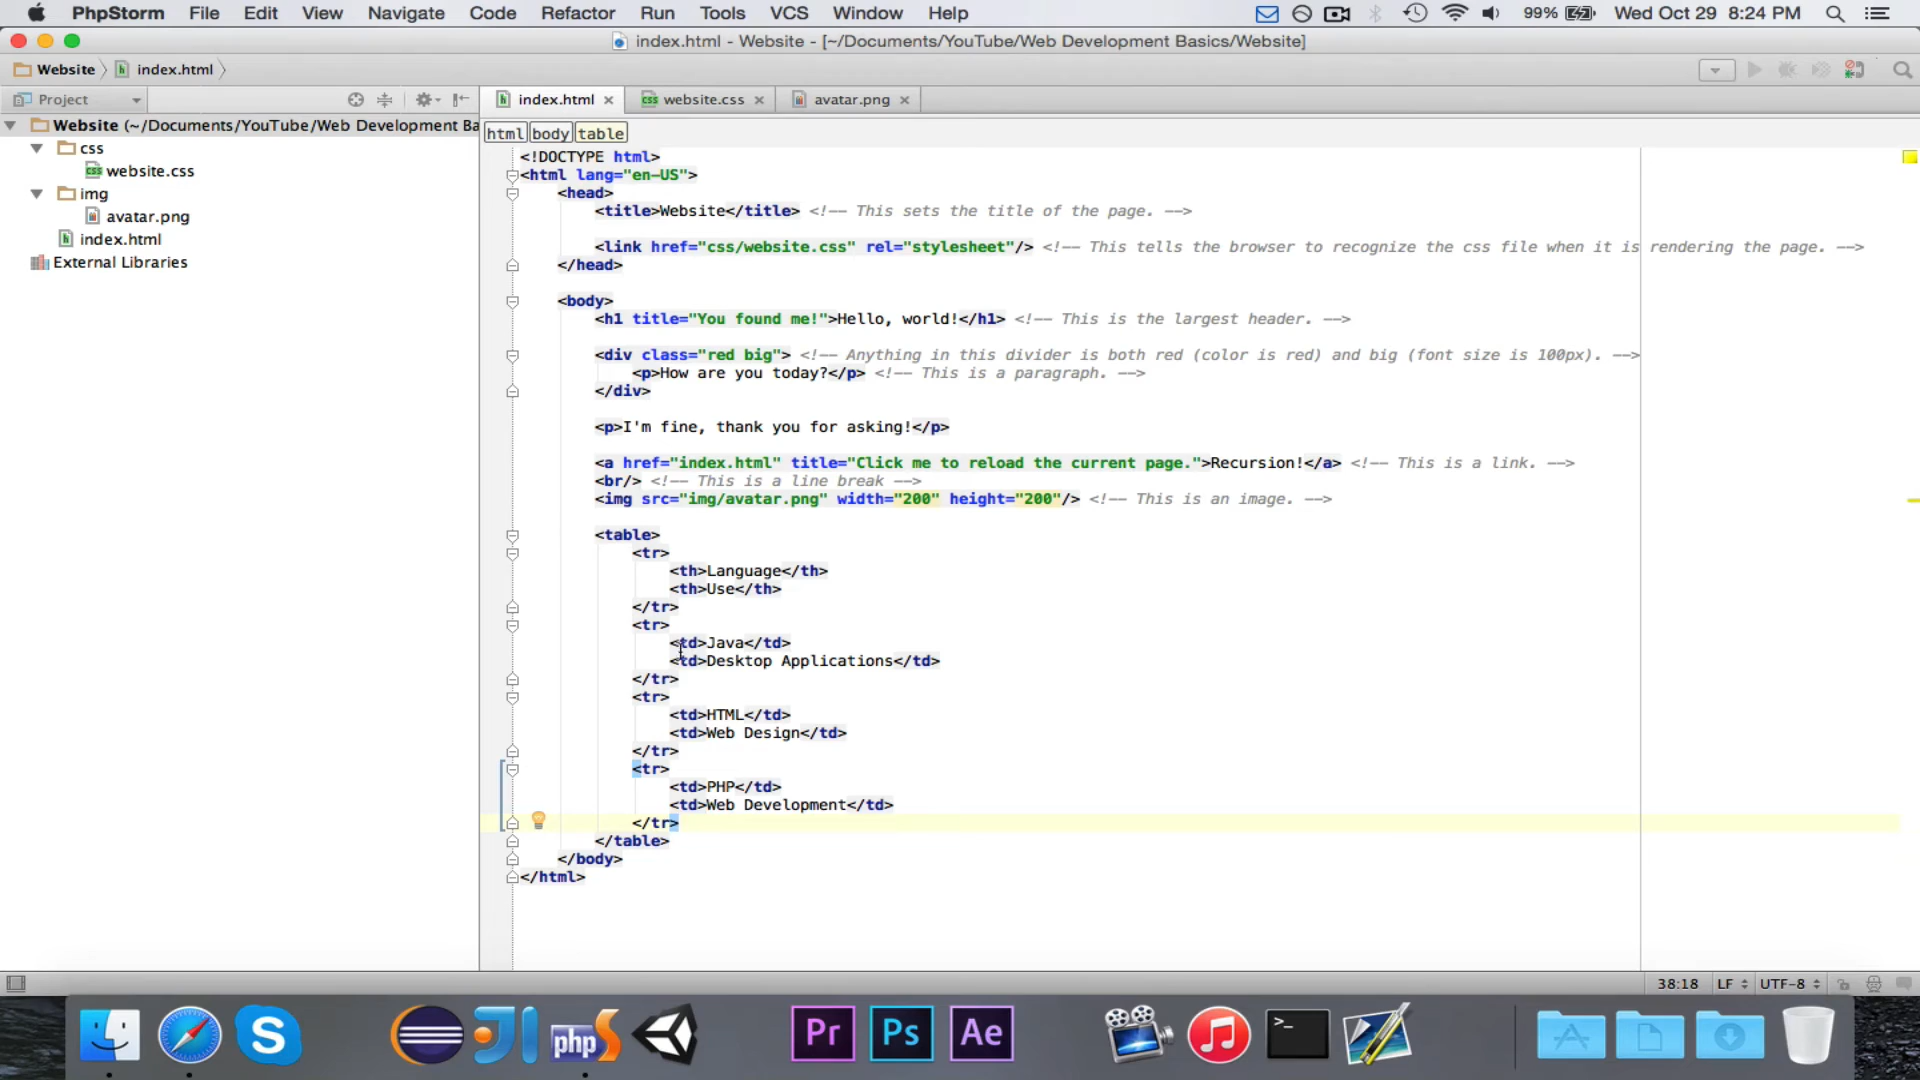 PhpStorm File Edit View Navigate Code Refactor Run Tools VCS Window Help 99% Wed Oct 29 8:24 PM
index.html - Website - [~/Documents/YouTube/Web Development Basics/Website]
Website index.html
Project
index.html website.css avatar.png
Website (~/Documents/YouTube/Web Development Ba
css
website.css
img
avatar.png
index.html
External Libraries
html body table
<!DOCTYPE html>
<html lang="en-US">
<head>
<title>Website</title> <!-- This sets the title of the page. -->
<link href="css/website.css" rel="stylesheet"/> <!-- This tells the browser to recognize the css file when it is rendering the page. -->
</head>
<body>
<h1 title="You found me!">Hello, world!</h1> <!-- This is the largest header. -->
<div class="red big"> <!-- Anything in this divider is both red (color is red) and big (font size is 100px). -->
<p>How are you today?</p> <!-- This is a paragraph. -->
</div>
<p>I'm fine, thank you for asking!</p>
<a href="index.html" title="Click me to reload the current page.">Recursion!</a> <!-- This is a link. -->
<br/> <!-- This is a line break -->
<img src="img/avatar.png" width="200" height="200"/> <!-- This is an image. -->
<table>
<tr>
<th>Language</th>
<th>Use</th>
</tr>
<tr>
<td>Java</td>
<td>Desktop Applications</td>
</tr>
<tr>
<td>HTML</td>
<td>Web Design</td>
</tr>
<tr>
<td>PHP</td>
<td>Web Development</td>
</tr>
</table>
</body>
</html>
38:18 LF UTF-8
S JI php S Pr Ps Ae >_